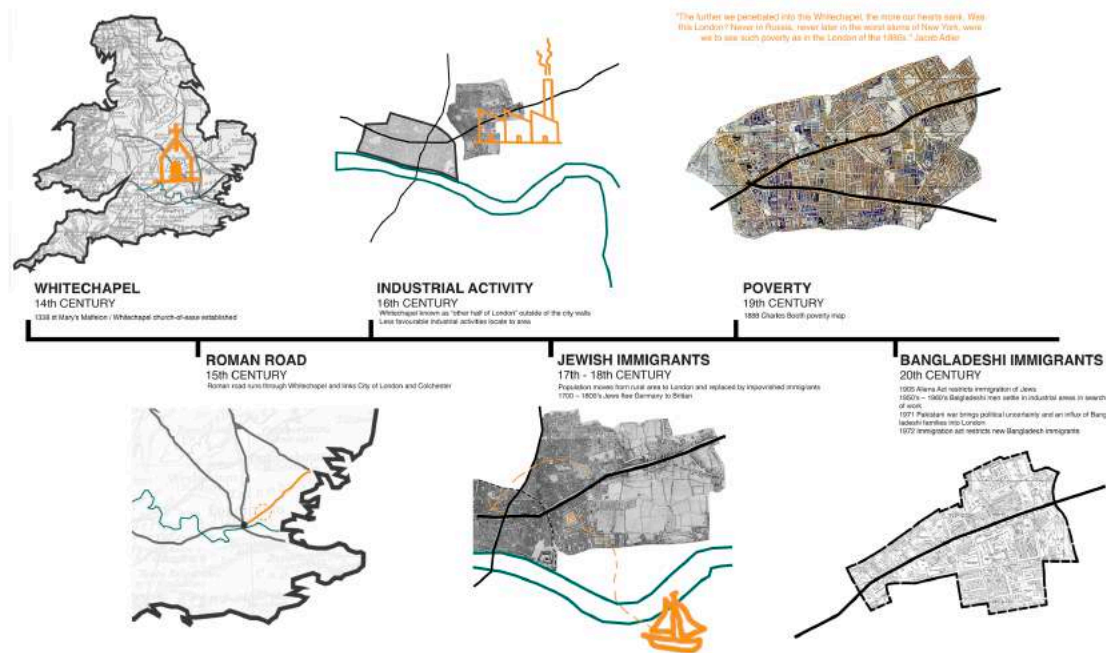 "The further we penetrated into this Whitechapel, the more our hearts sank. Was
this London? Never in Russia, never later in the worst slums of New York, were
we to see such poverty as in the London of the 1880s." Jacob Adler
WHITECHAPEL
14th CENTURY
1338 st Mary's Matfelon / Whitechapel church-of-ease established
INDUSTRIAL ACTIVITY
16th CENTURY
Whitechapel known as "other half of London" outside of the city walls
Less favourable industrial activities locate to area
POVERTY
19th CENTURY
1888 Charles Booth poverty map
ROMAN ROAD
15th CENTURY
Roman road runs through Whitechapel and links City of London and Colchester
JEWISH IMMIGRANTS
17th - 18th CENTURY
Population moves from rural area to London and replaced by impovrished immigrants
1700 – 1800's Jews flee Germany to Britian
BANGLADESHI IMMIGRANTS
20th CENTURY
1905 Aliens Act restricts immigration of Jews
1950's – 1960's Balgladeshi men settle in industrial areas in search
of work
1971 Pakistani war brings political uncertainty and an influx of Bang
ladeshi families into London
1972 Immigration act restricts new Bangladesh immigrants